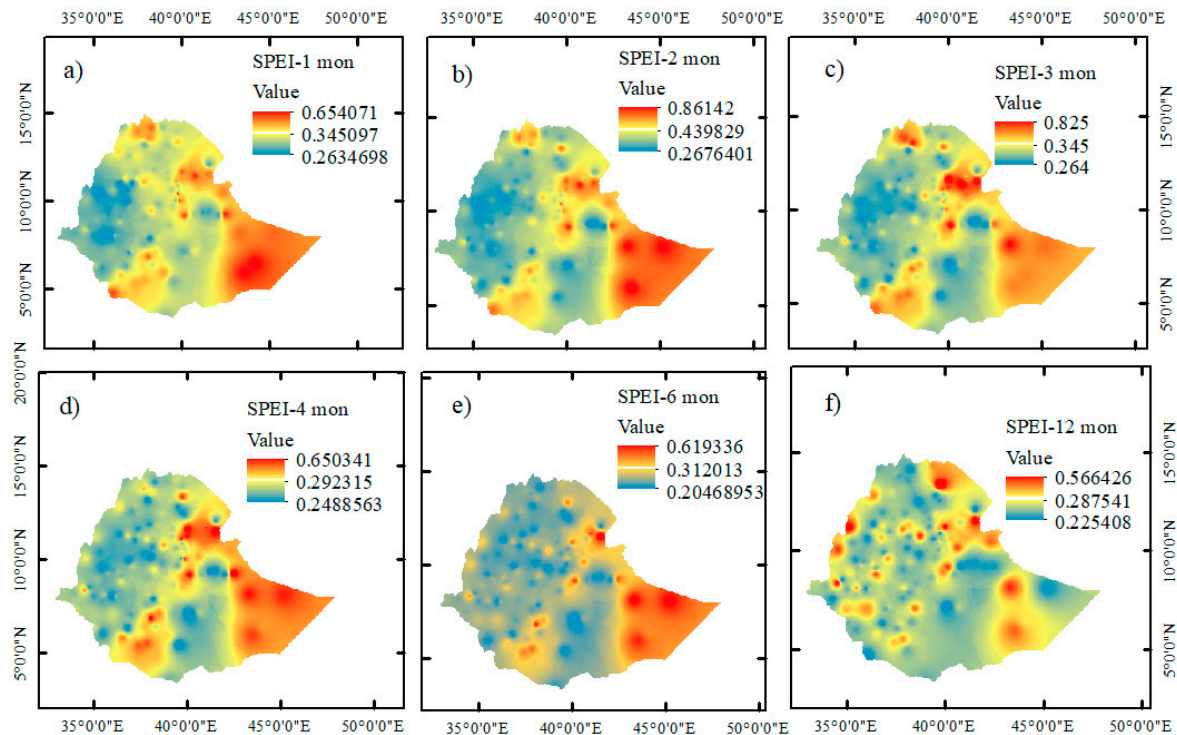 35°0'0"E 40°0'0"E 45°0'0"E 50°0'0"E 35°0'0"E 40°0'0"E 45°0'0"E 50°0'0"E 35°0'0"E 40°0'0"E 45°0'0"E 50°0'0"E
a)
SPEI-1 mon
Value
0.654071
0.345097
0.2634698
15°0'0"N
10°0'0"N
5°0'0"N
b)
SPEI-2 mon
Value
0.86142
0.439829
0.2676401
c)
SPEI-3 mon
Value
0.825
0.345
0.264
15°0'0"N
10°0'0"N
5°0'0"N
d)
SPEI-4 mon
Value
0.650341
0.292315
0.2488563
20°0'0"N
15°0'0"N
10°0'0"N
5°0'0"N
e)
SPEI-6 mon
Value
0.619336
0.312013
0.20468953
f)
SPEI-12 mon
Value
0.566426
0.287541
0.225408
15°0'0"N
10°0'0"N
5°0'0"N
35°0'0"E 40°0'0"E 45°0'0"E 50°0'0"E 35°0'0"E 40°0'0"E 45°0'0"E 50°0'0"E 35°0'0"E 40°0'0"E 45°0'0"E 50°0'0"E